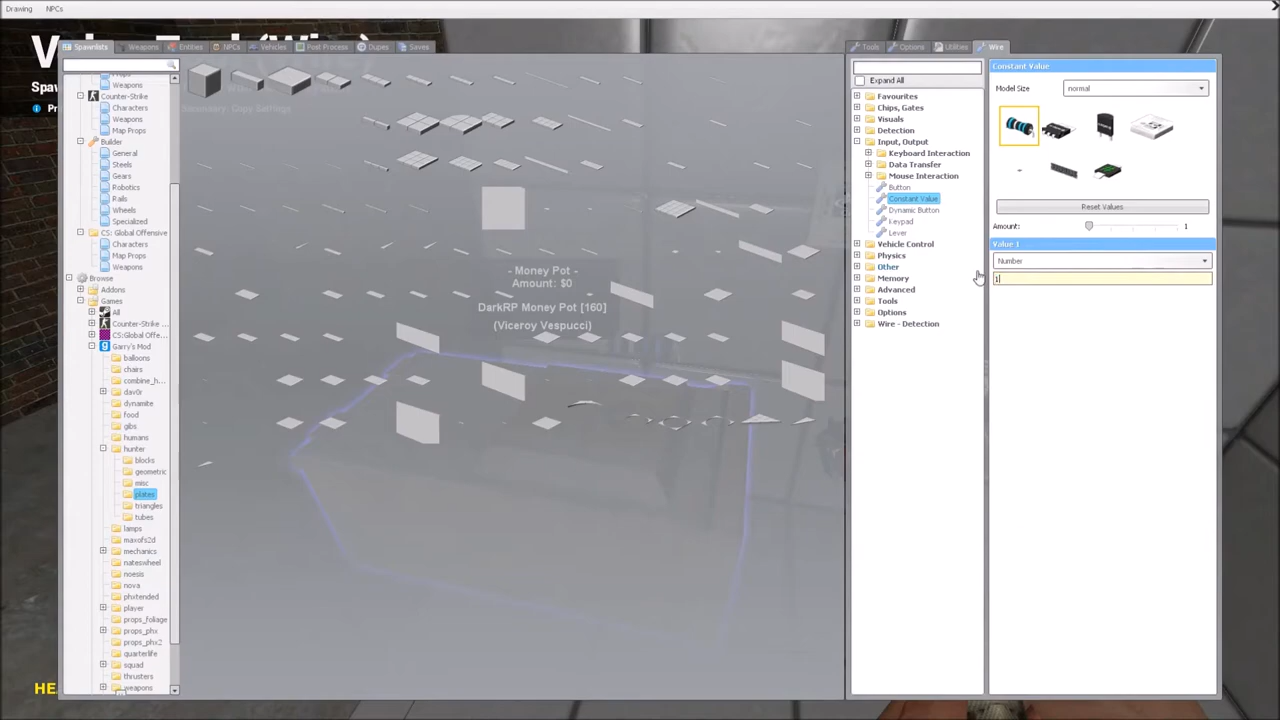 Drawing NPCs
Spawnlists Weapons Entities NPCs Vehicles Post Process Dupes Saves
Tools Options Utilities Wire
Props
Weapons
Counter-Strike
Characters
Weapons
Map Props
Builder
General
Steels
Gears
Robotics
Rails
Wheels
Specialized
CS: Global Offensive
Characters
Map Props
Weapons
Browse
Addons
Games
All
Counter-Strike ...
CS:Global Offe...
Garry's Mod
balloons
chairs
combine_h...
dav0r
dynamite
food
gibs
humans
hunter
blocks
geometric
misc
plates
triangles
tubes
lamps
maxofs2d
mechanics
nateswheel
noesis
nova
phxtended
player
props_foliage
props_phx
props_phx2
quarterlife
squad
thrusters
weapons
- Money Pot -
Amount: $0
DarkRP Money Pot [160]
(Viceroy Vespucci)
Expand All
Favourites
Chips, Gates
Visuals
Detection
Input, Output
Keyboard Interaction
Data Transfer
Mouse Interaction
Button
Constant Value
Dynamic Button
Keypad
Lever
Vehicle Control
Physics
Other
Memory
Advanced
Tools
Options
Wire - Detection
Constant Value
Model Size normal
Reset Values
Amount: 1
Value 1
Number
1